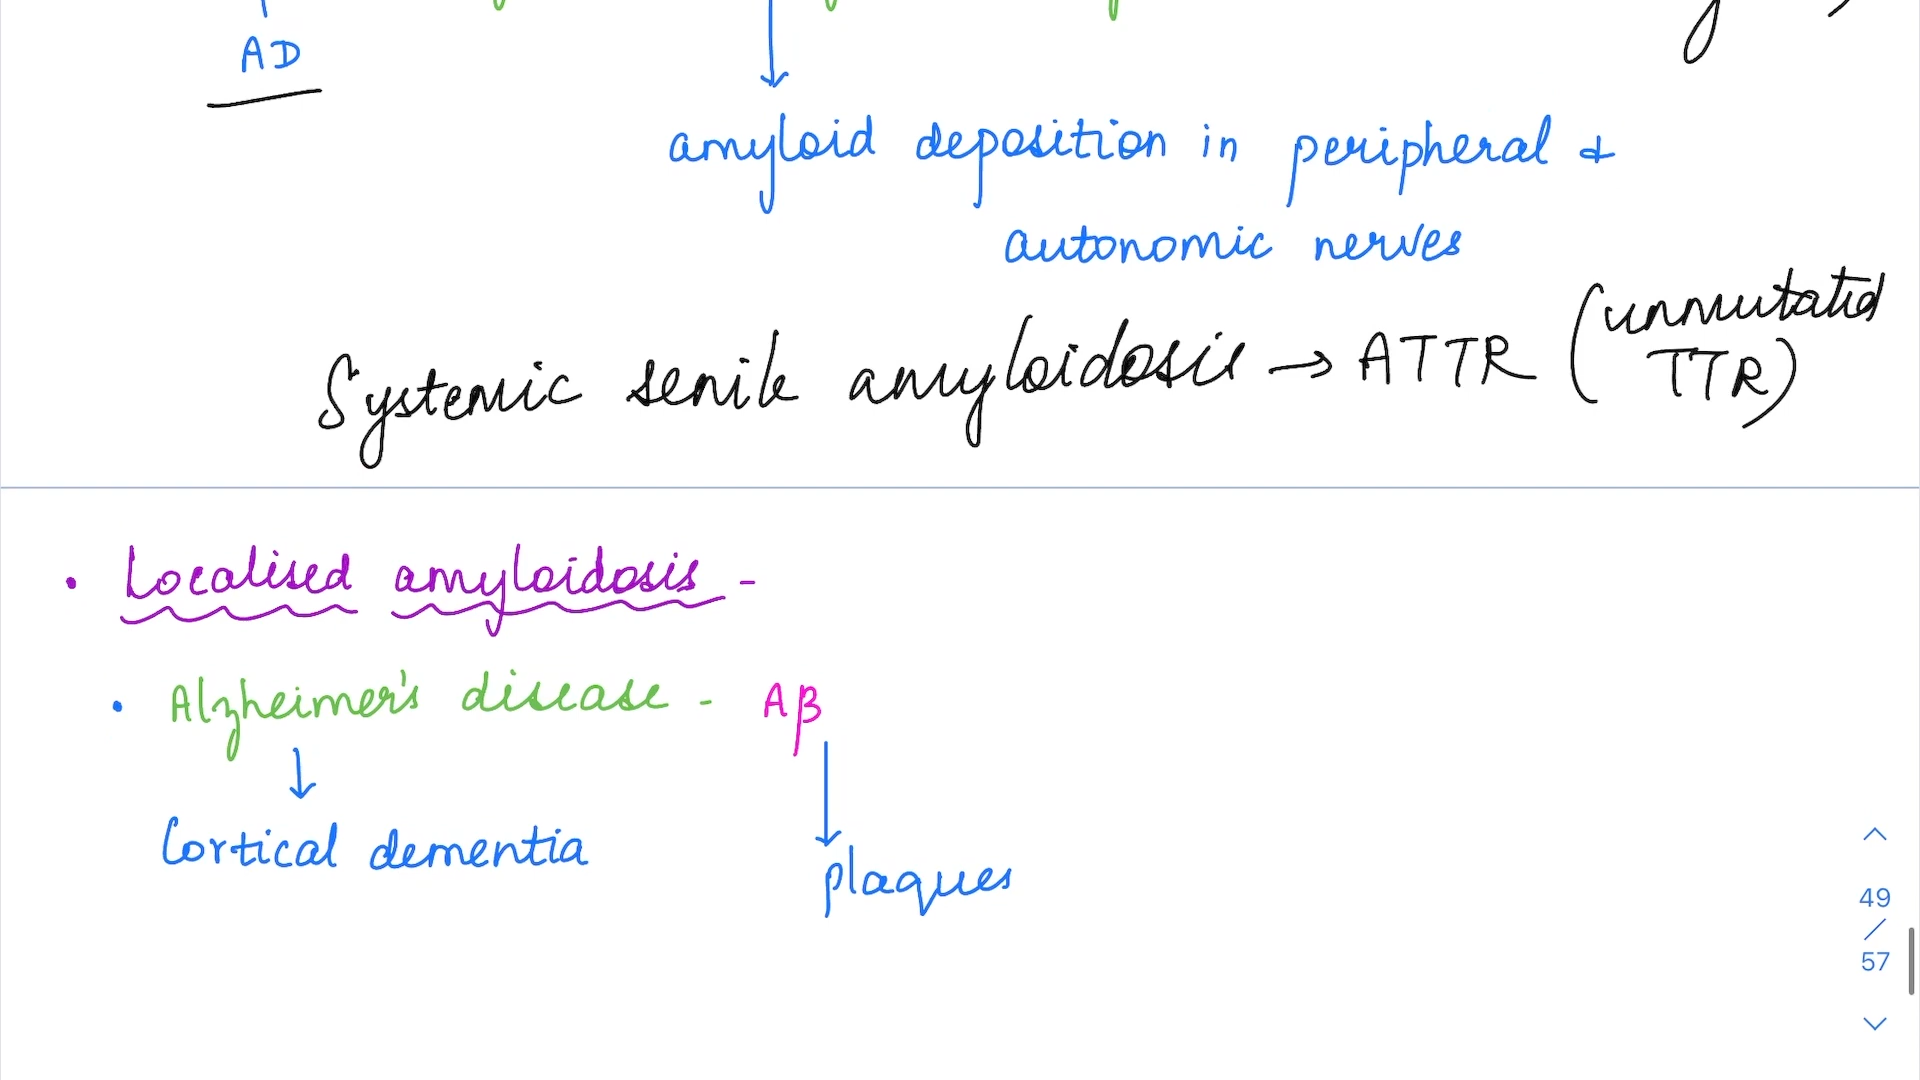 AD
amyloid deposition in peripheral &
autonomic nerves
Systemic senile amyloidosis → ATTR (unmutated
TTR)
• Localised amyloidosis -
• Alzheimer's disease - Aβ
↓ ↓
Cortical dementia
plaques
49
/
57